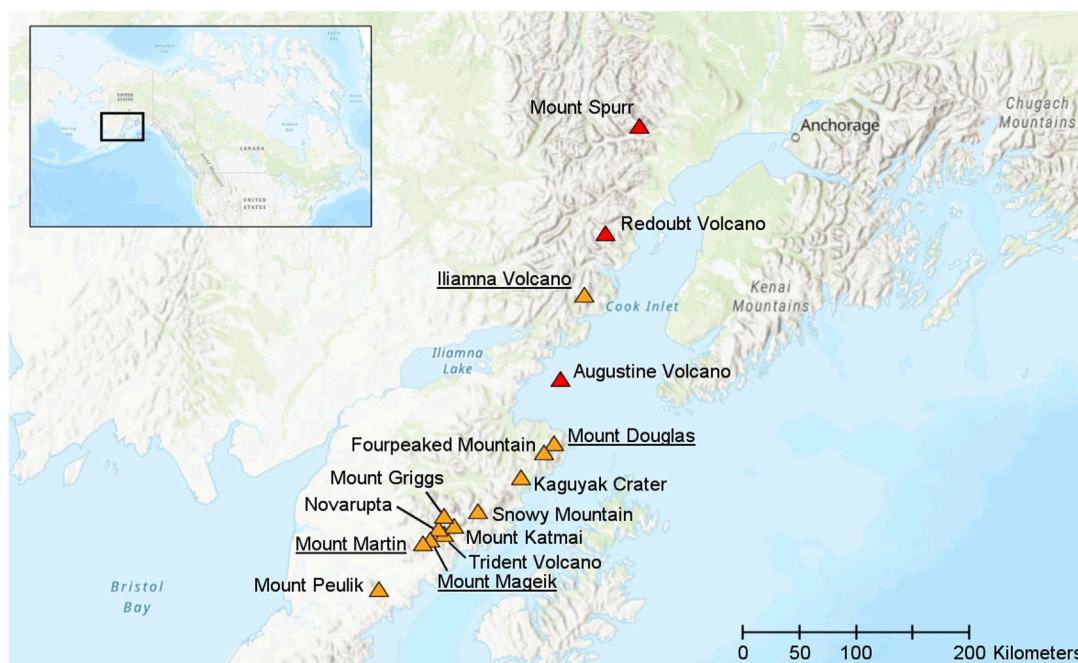 UNITED
STATES
CANADA
UNITED
STATES
Mount Spurr
Anchorage
Chugach
Mountains
Redoubt Volcano
Iliamna Volcano
Cook Inlet
Kenai
Mountains
Iliamna
Lake
Augustine Volcano
Mount Douglas
Fourpeaked Mountain
Mount Griggs
Kaguyak Crater
Novarupta
Snowy Mountain
Mount Katmai
Mount Martin
Trident Volcano
Mount Mageik
Mount Peulik
Bristol
Bay
0 50 100 200 Kilometers